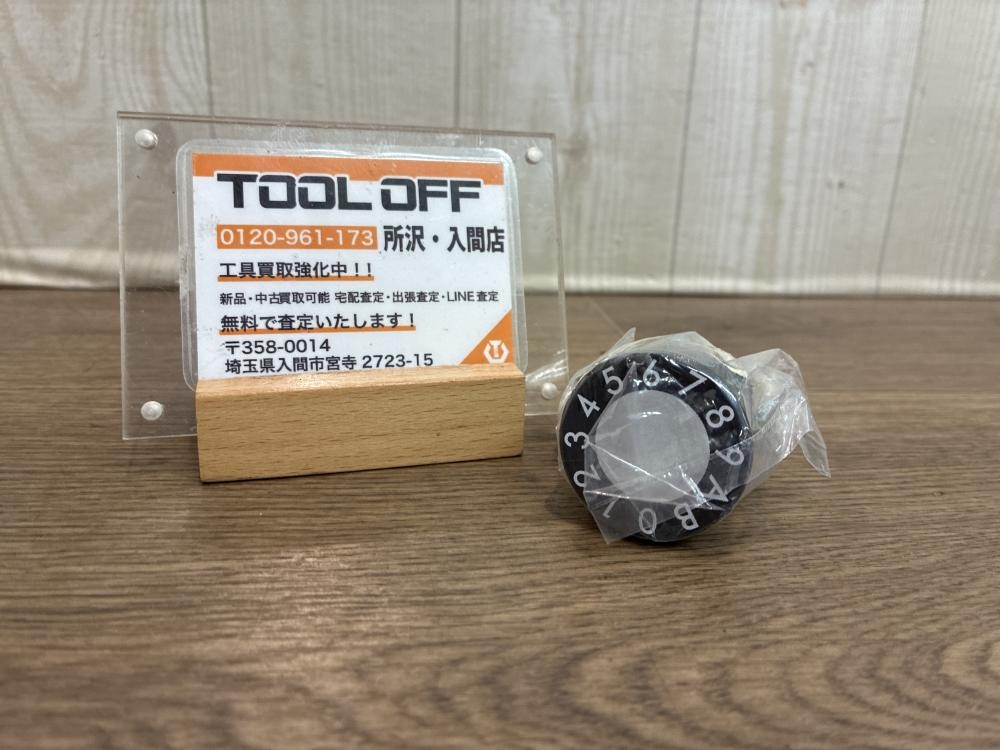 TOOL OFF
0120-961-173 所沢・入間店
工具買取強化中！！
新品・中古買取可能 宅配査定・出張査定・LINE査定
無料で査定いたします！
〒358-0014
埼玉県入間市宮寺 2723-15
0 1 2 3 4 5 6 7 8 9 A B